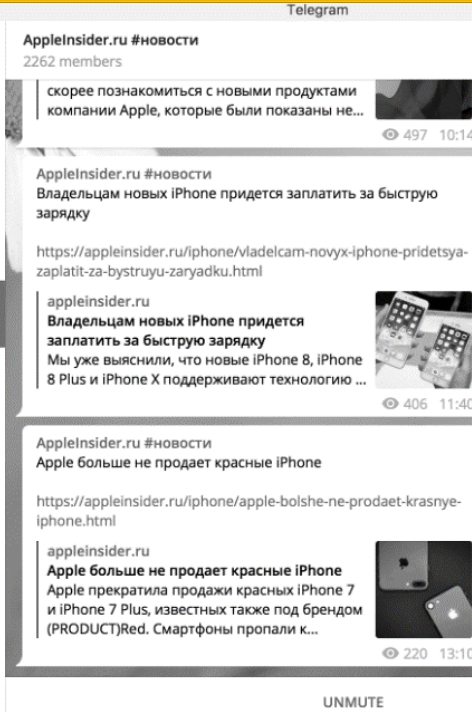 Telegram
AppleInsider.ru #новости
2262 members
скорее познакомиться с новыми продуктами
компании Apple, которые были показаны не...
497 10:14
AppleInsider.ru #новости
Владельцам новых iPhone придется заплатить за быструю
зарядку
https://appleinsider.ru/iphone/vladelcam-novyx-iphone-pridetsya-
zaplatit-za-bystruyu-zaryadku.html
appleinsider.ru
Владельцам новых iPhone придется
заплатить за быструю зарядку
Мы уже выяснили, что новые iPhone 8, iPhone
8 Plus и iPhone X поддерживают технологию ...
406 11:40
AppleInsider.ru #новости
Apple больше не продает красные iPhone
https://appleinsider.ru/iphone/apple-bolshe-ne-prodaet-krasnye-
iphone.html
appleinsider.ru
Apple больше не продает красные iPhone
Apple прекратила продажи красных iPhone 7
и iPhone 7 Plus, известных также под брендом
(PRODUCT)Red. Смартфоны пропали к...
220 13:10
UNMUTE